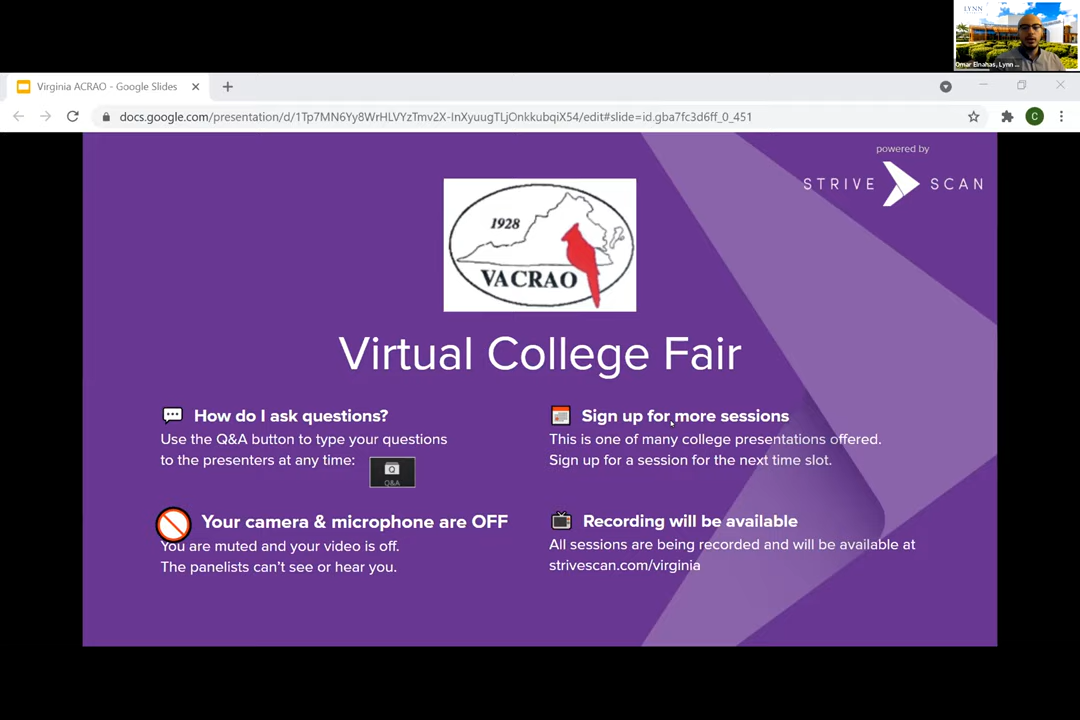 LYNN
Omar Elnahas, Lynn ...
Virginia ACRAO - Google Slides
docs.google.com/presentation/d/1Tp7MN6Yy8WrHLVYzTmv2X-InXyuugTLjOnkkubqiX54/edit#slide=id.gba7fc3d6ff_0_451
C
powered by
STRIVE SCAN
1928
VACRAO
Virtual College Fair
How do I ask questions?
Use the Q&A button to type your questions
to the presenters at any time:
Q
Q&A
Your camera & microphone are OFF
You are muted and your video is off.
The panelists can't see or hear you.
Sign up for more sessions
This is one of many college presentations offered.
Sign up for a session for the next time slot.
Recording will be available
All sessions are being recorded and will be available at
strivescan.com/virginia